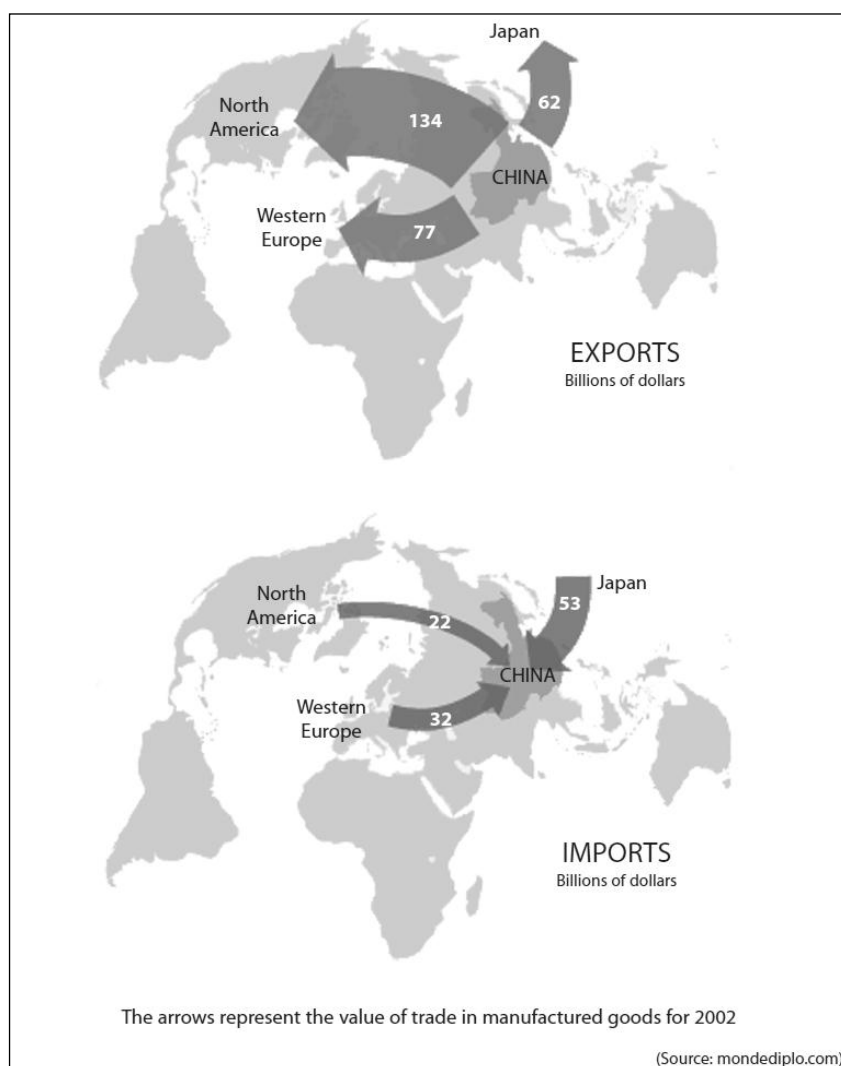 Japan
62
North
America
134
CHINA
Western
Europe
77
EXPORTS
Billions of dollars
Japan
53
North
America
22
CHINA
Western
Europe
32
IMPORTS
Billions of dollars
The arrows represent the value of trade in manufactured goods for 2002
(Source: mondediplo.com)